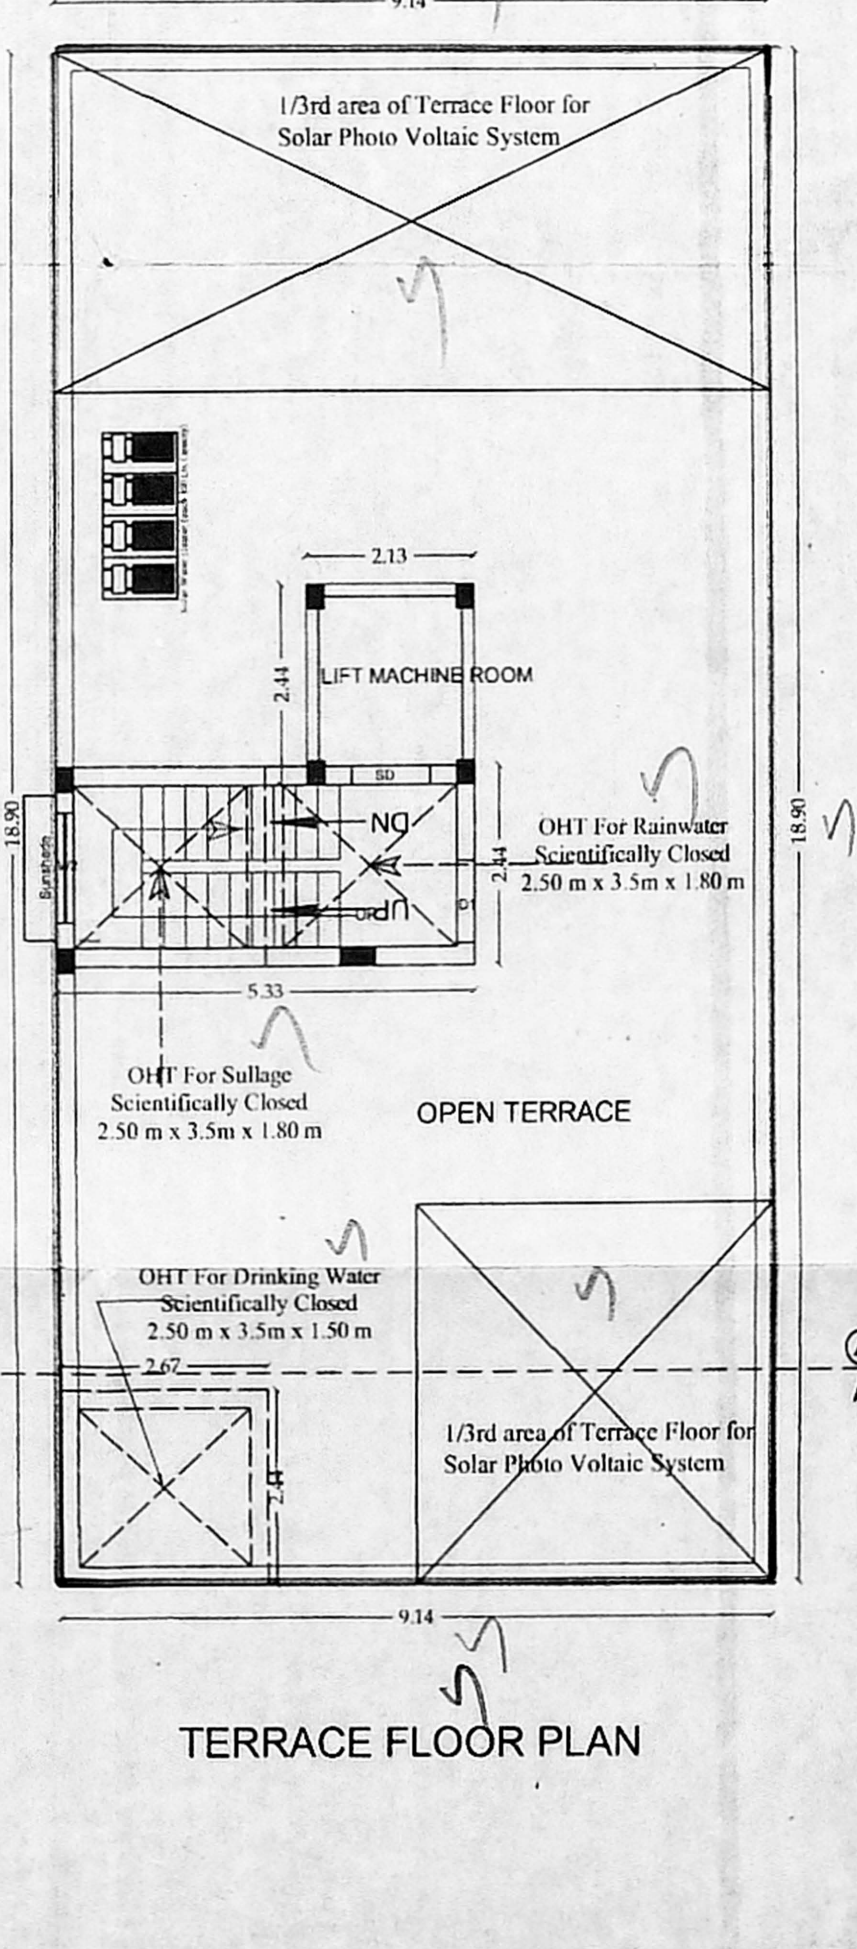 9.14
1/3rd area of Terrace Floor for
Solar Photo Voltaic System
2.13
2.44
LIFT MACHINE ROOM
SD
18.90
18.90
DN
UP
UP
Sunshade
D1
2.44
OHT For Rainwater
Scientifically Closed
2.50 m x 3.5m x 1.80 m
5.33
OHT For Sullage
Scientifically Closed
2.50 m x 3.5m x 1.80 m
OPEN TERRACE
OHT For Drinking Water
Scientifically Closed
2.50 m x 3.5m x 1.50 m
2.67
2.44
1/3rd area of Terrace Floor for
Solar Photo Voltaic System
9.14
TERRACE FLOOR PLAN